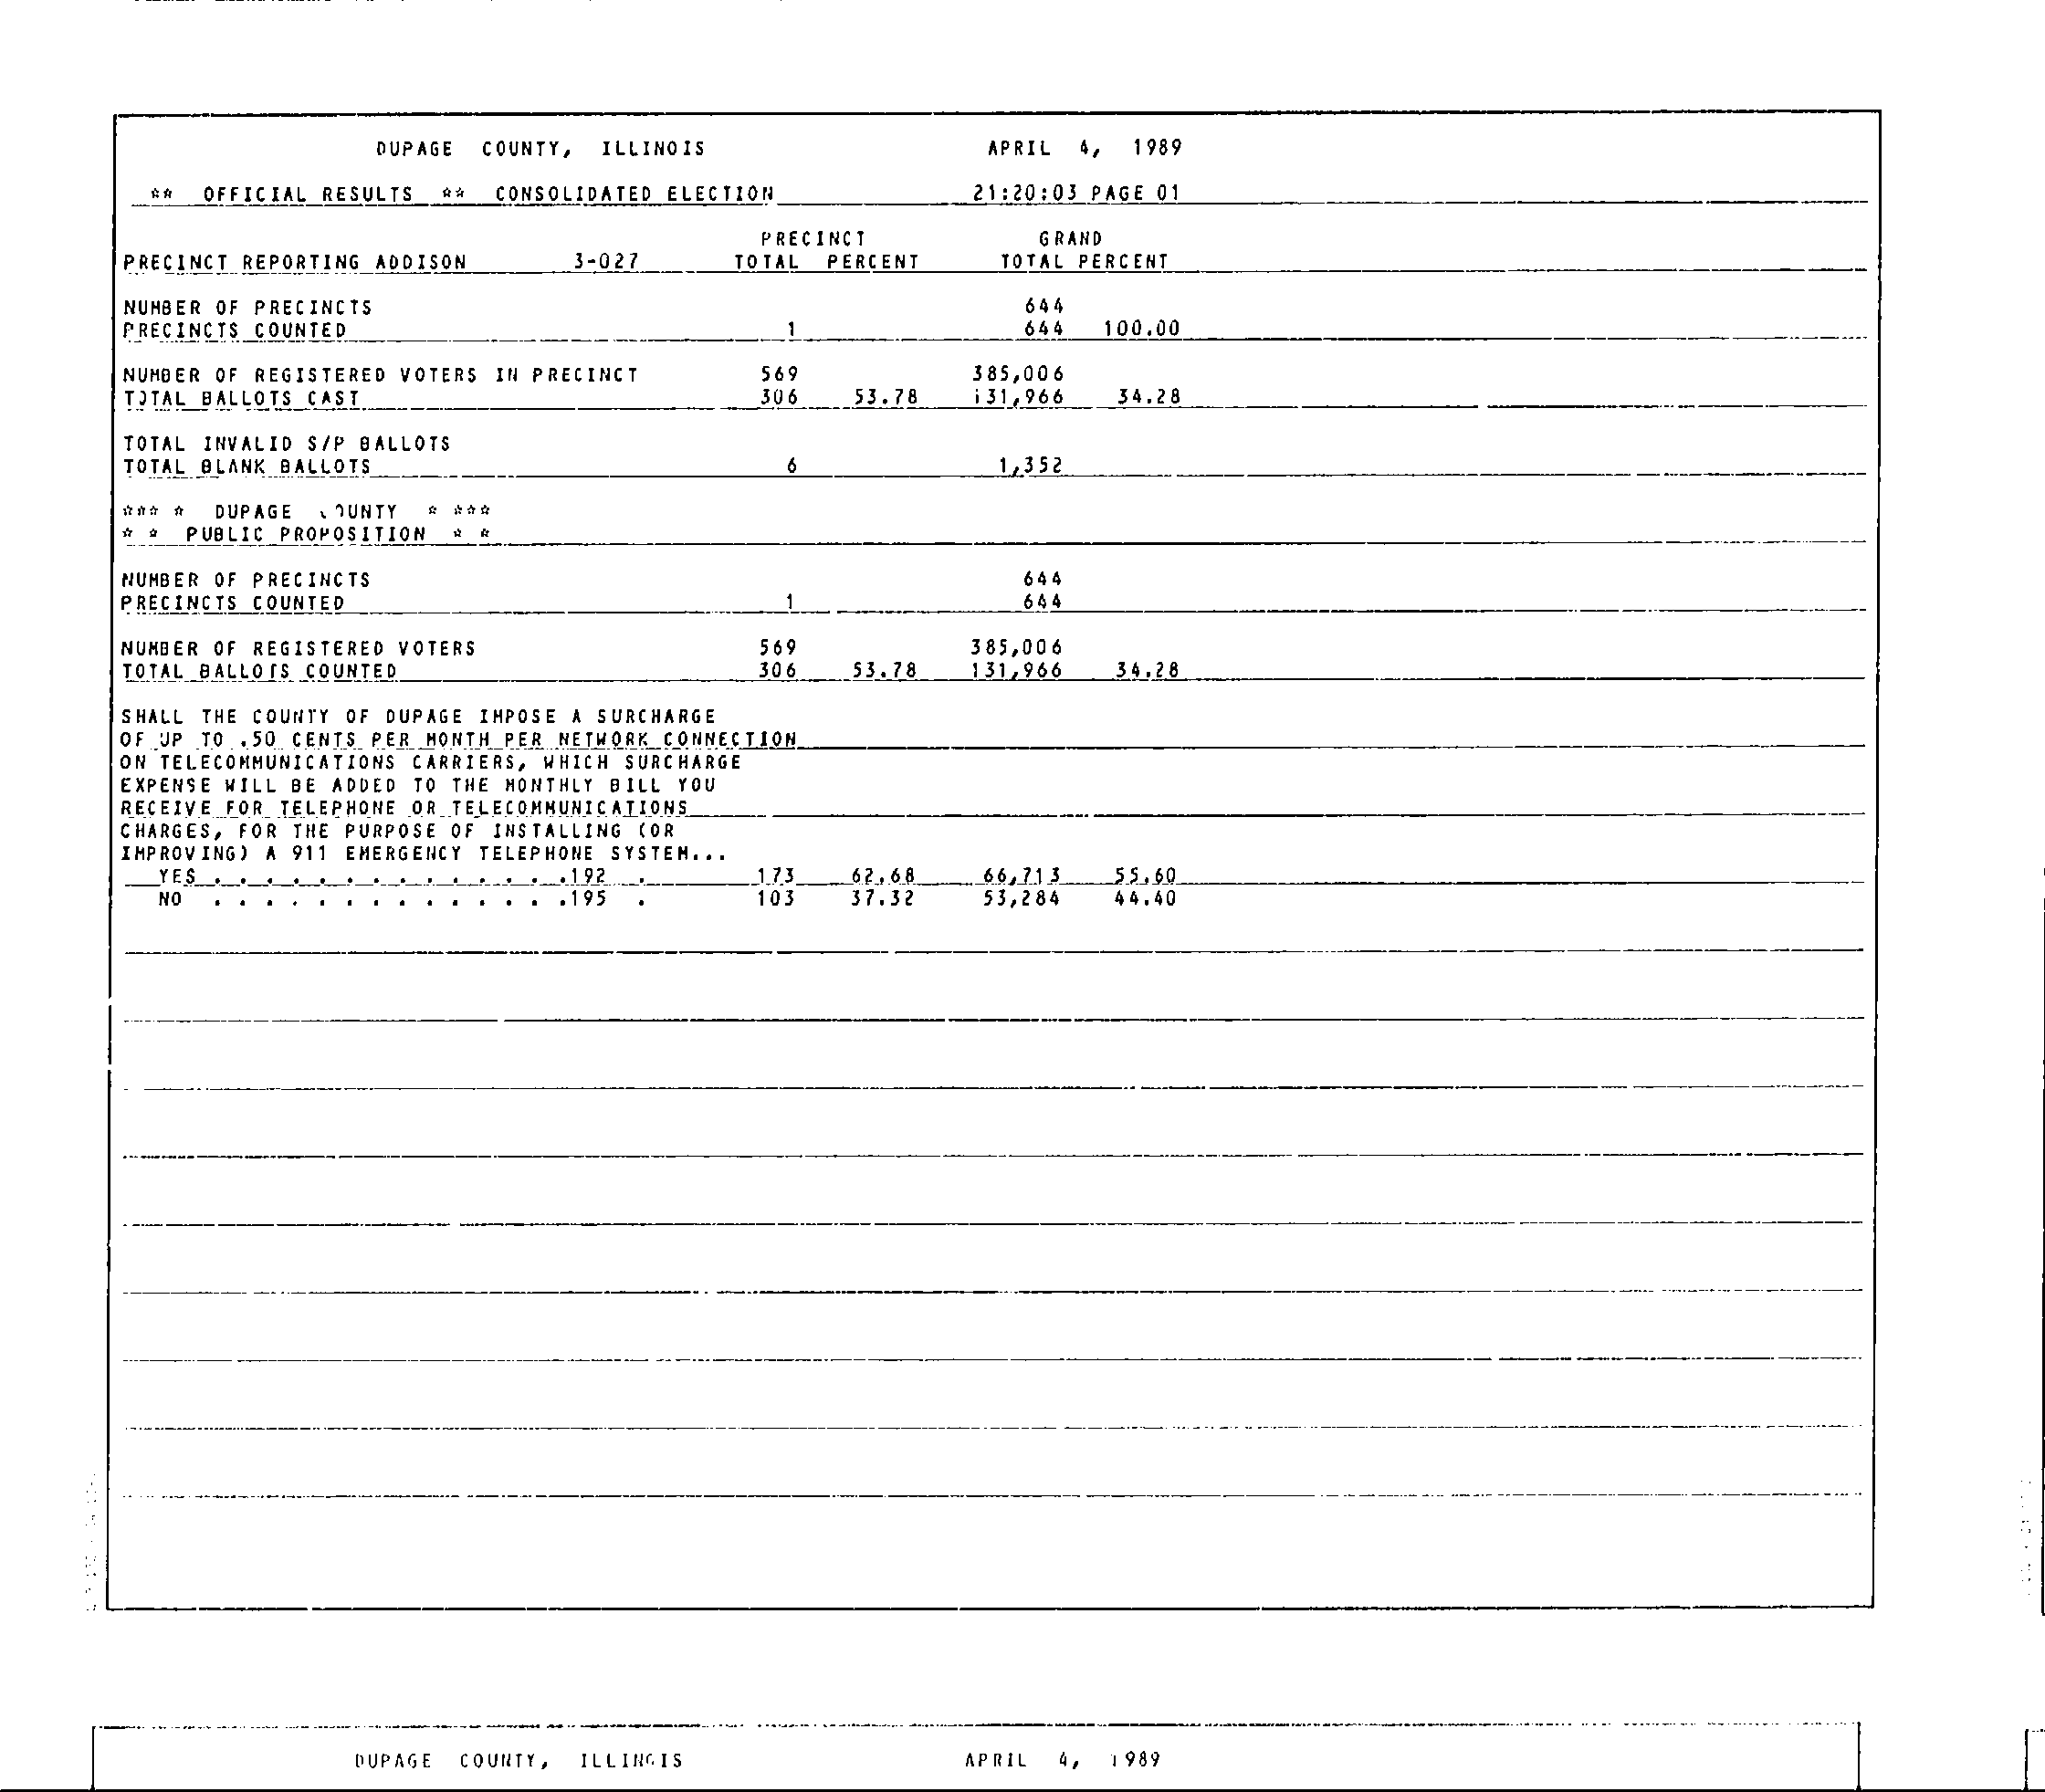 DUPAGE COUNTY, ILLINOIS APRIL 4, 1989
** OFFICIAL RESULTS ** CONSOLIDATED ELECTION 21:20:03 PAGE 01
PRECINCT GRAND
PRECINCT REPORTING ADDISON 3-027 TOTAL PERCENT TOTAL PERCENT
NUMBER OF PRECINCTS 644
PRECINCTS COUNTED 1 644 100.00
NUMBER OF REGISTERED VOTERS IN PRECINCT 569 385,006
TOTAL BALLOTS CAST 306 53.78 131,966 34.28
TOTAL INVALID S/P BALLOTS
TOTAL BLANK BALLOTS 6 1,352
*** * DUPAGE COUNTY * ***
* * PUBLIC PROPOSITION * *
NUMBER OF PRECINCTS 644
PRECINCTS COUNTED 1 644
NUMBER OF REGISTERED VOTERS 569 385,006
TOTAL BALLOTS COUNTED 306 53.78 131,966 34.28
SHALL THE COUNTY OF DUPAGE IMPOSE A SURCHARGE
OF UP TO .50 CENTS PER MONTH PER NETWORK CONNECTION
ON TELECOMMUNICATIONS CARRIERS, WHICH SURCHARGE
EXPENSE WILL BE ADDED TO THE MONTHLY BILL YOU
RECEIVE FOR TELEPHONE OR TELECOMMUNICATIONS
CHARGES, FOR THE PURPOSE OF INSTALLING (OR
IMPROVING) A 911 EMERGENCY TELEPHONE SYSTEM...
YES . . . . . . . . . . . . . .192 . 173 62.68 66,713 55.60
NO . . . . . . . . . . . . . .195 . 103 37.32 53,284 44.40
DUPAGE COUNTY, ILLINOIS APRIL 4, 1989